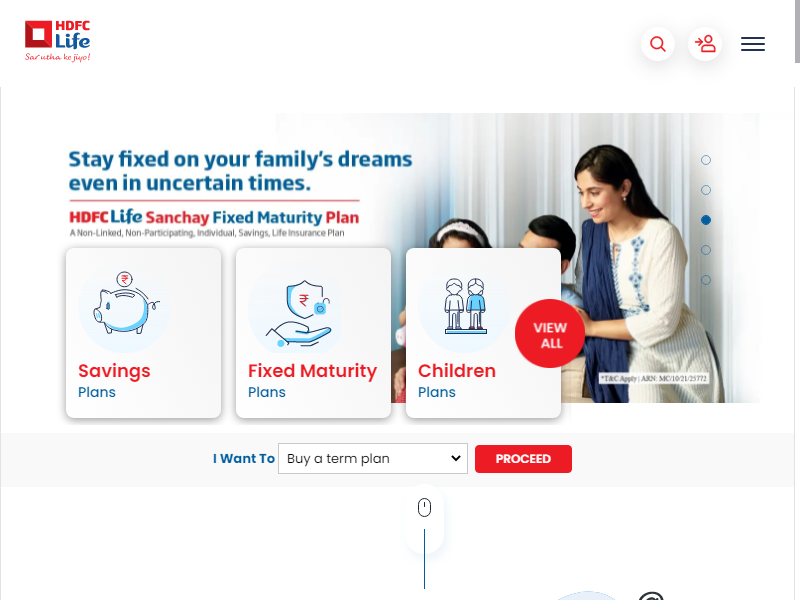 HDFC
Life
Sar utha ke jiyo!
Stay fixed on your family's dreams
even in uncertain times.
HDFC Life Sanchay Fixed Maturity Plan
A Non-Linked, Non-Participating, Individual, Savings, Life Insurance Plan
Savings
Plans
Fixed Maturity
Plans
Children
Plans
VIEW
ALL
*T&C Apply | ARN: MC/10/21/25772
I Want To
Buy a term plan
PROCEED